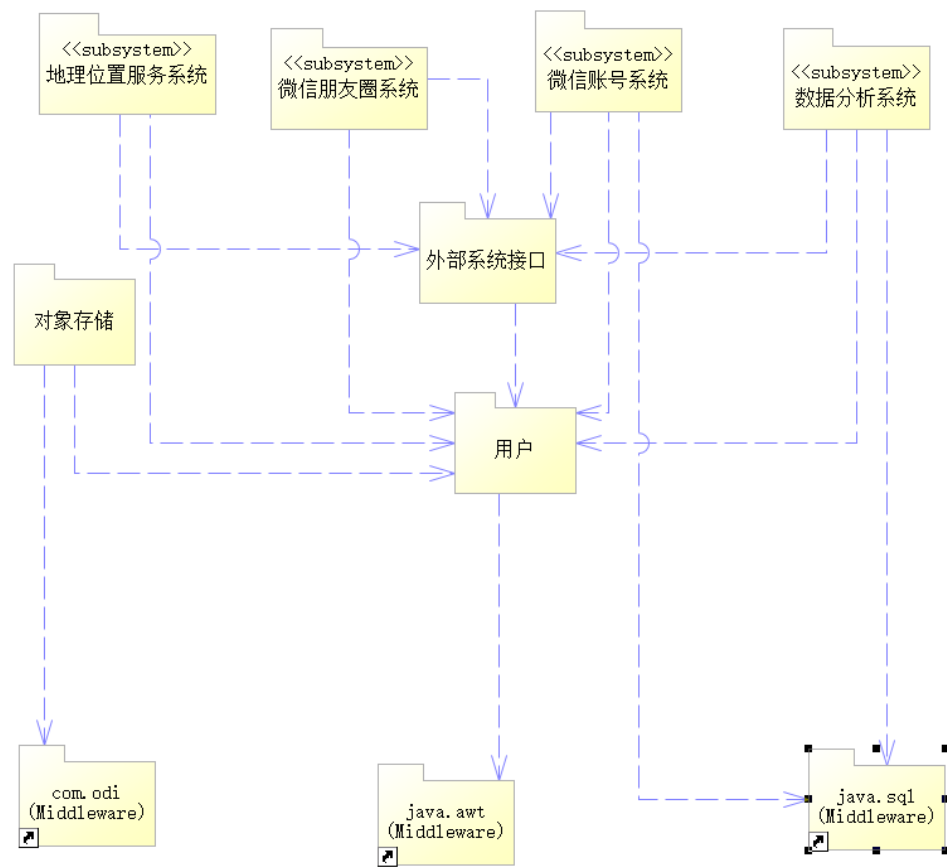 <<subsystem>>
地理位置服务系统
<<subsystem>>
微信朋友圈系统
<<subsystem>>
微信账号系统
<<subsystem>>
数据分析系统
外部系统接口
对象存储
用户
com.odi
(Middleware)
java.awt
(Middleware)
java.sql
(Middleware)